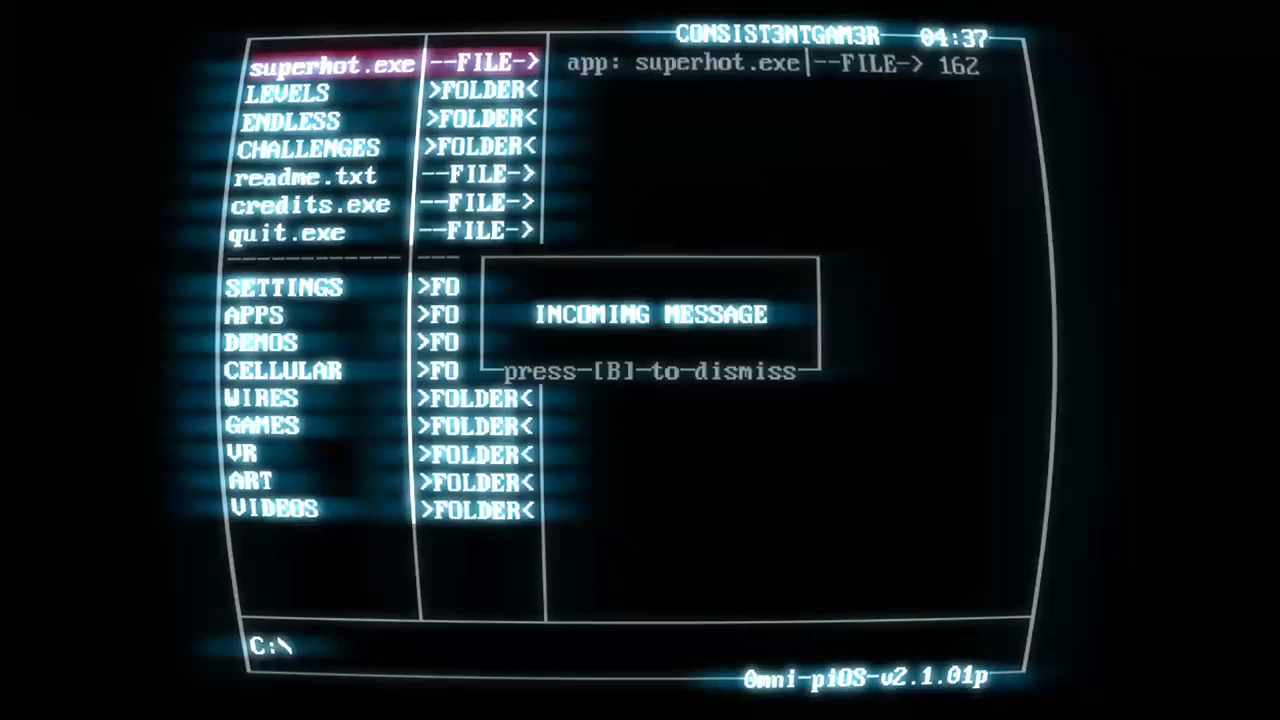 CONSIST3NTGAM3R 04:37
superhot.exe --FILE-> app: superhot.exe --FILE-> 162
LEVELS >FOLDER<
ENDLESS >FOLDER<
CHALLENGES >FOLDER<
readme.txt --FILE->
credits.exe --FILE->
quit.exe --FILE->
SETTINGS >FO
APPS >FO
INCOMING MESSAGE
DEMOS >FO
CELLULAR >FO
press-[B]-to-dismiss
WIRES >FOLDER<
GAMES >FOLDER<
VR >FOLDER<
ART >FOLDER<
VIDEOS >FOLDER<
C:\
0mni-piOS-v2.1.01p